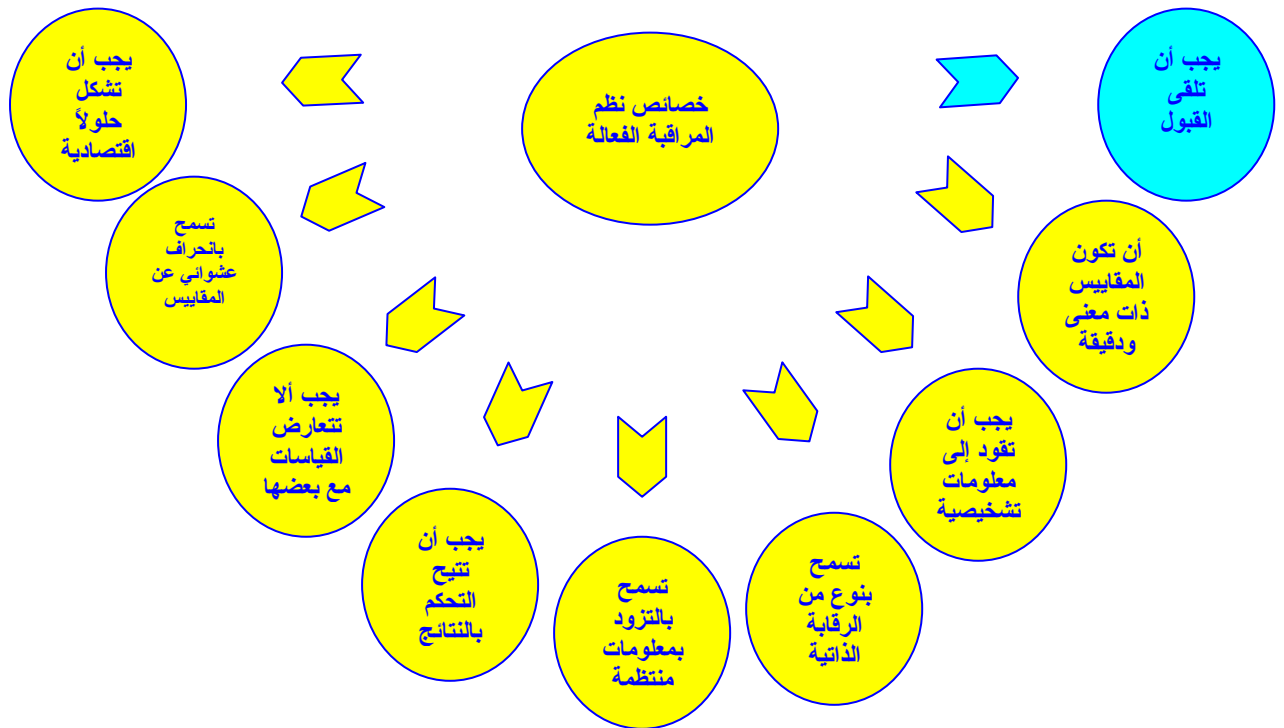 خصائص نظم
المراقبة الفعالة
يجب أن
تلقى
القبول
أن تكون
المقاييس
ذات معنى
ودقيقة
يجب أن
تقود إلى
معلومات
تشخيصية
تسمح
بنوع من
الرقابة
الذاتية
تسمح
بالتزود
بمعلومات
منتظمة
يجب أن
تتيح
التحكم
بالنتائج
يجب ألا
تتعارض
القياسات
مع بعضها
تسمح
بانحراف
عشوائي عن
المقاييس
يجب أن
تشكل
حلولاً
اقتصادية